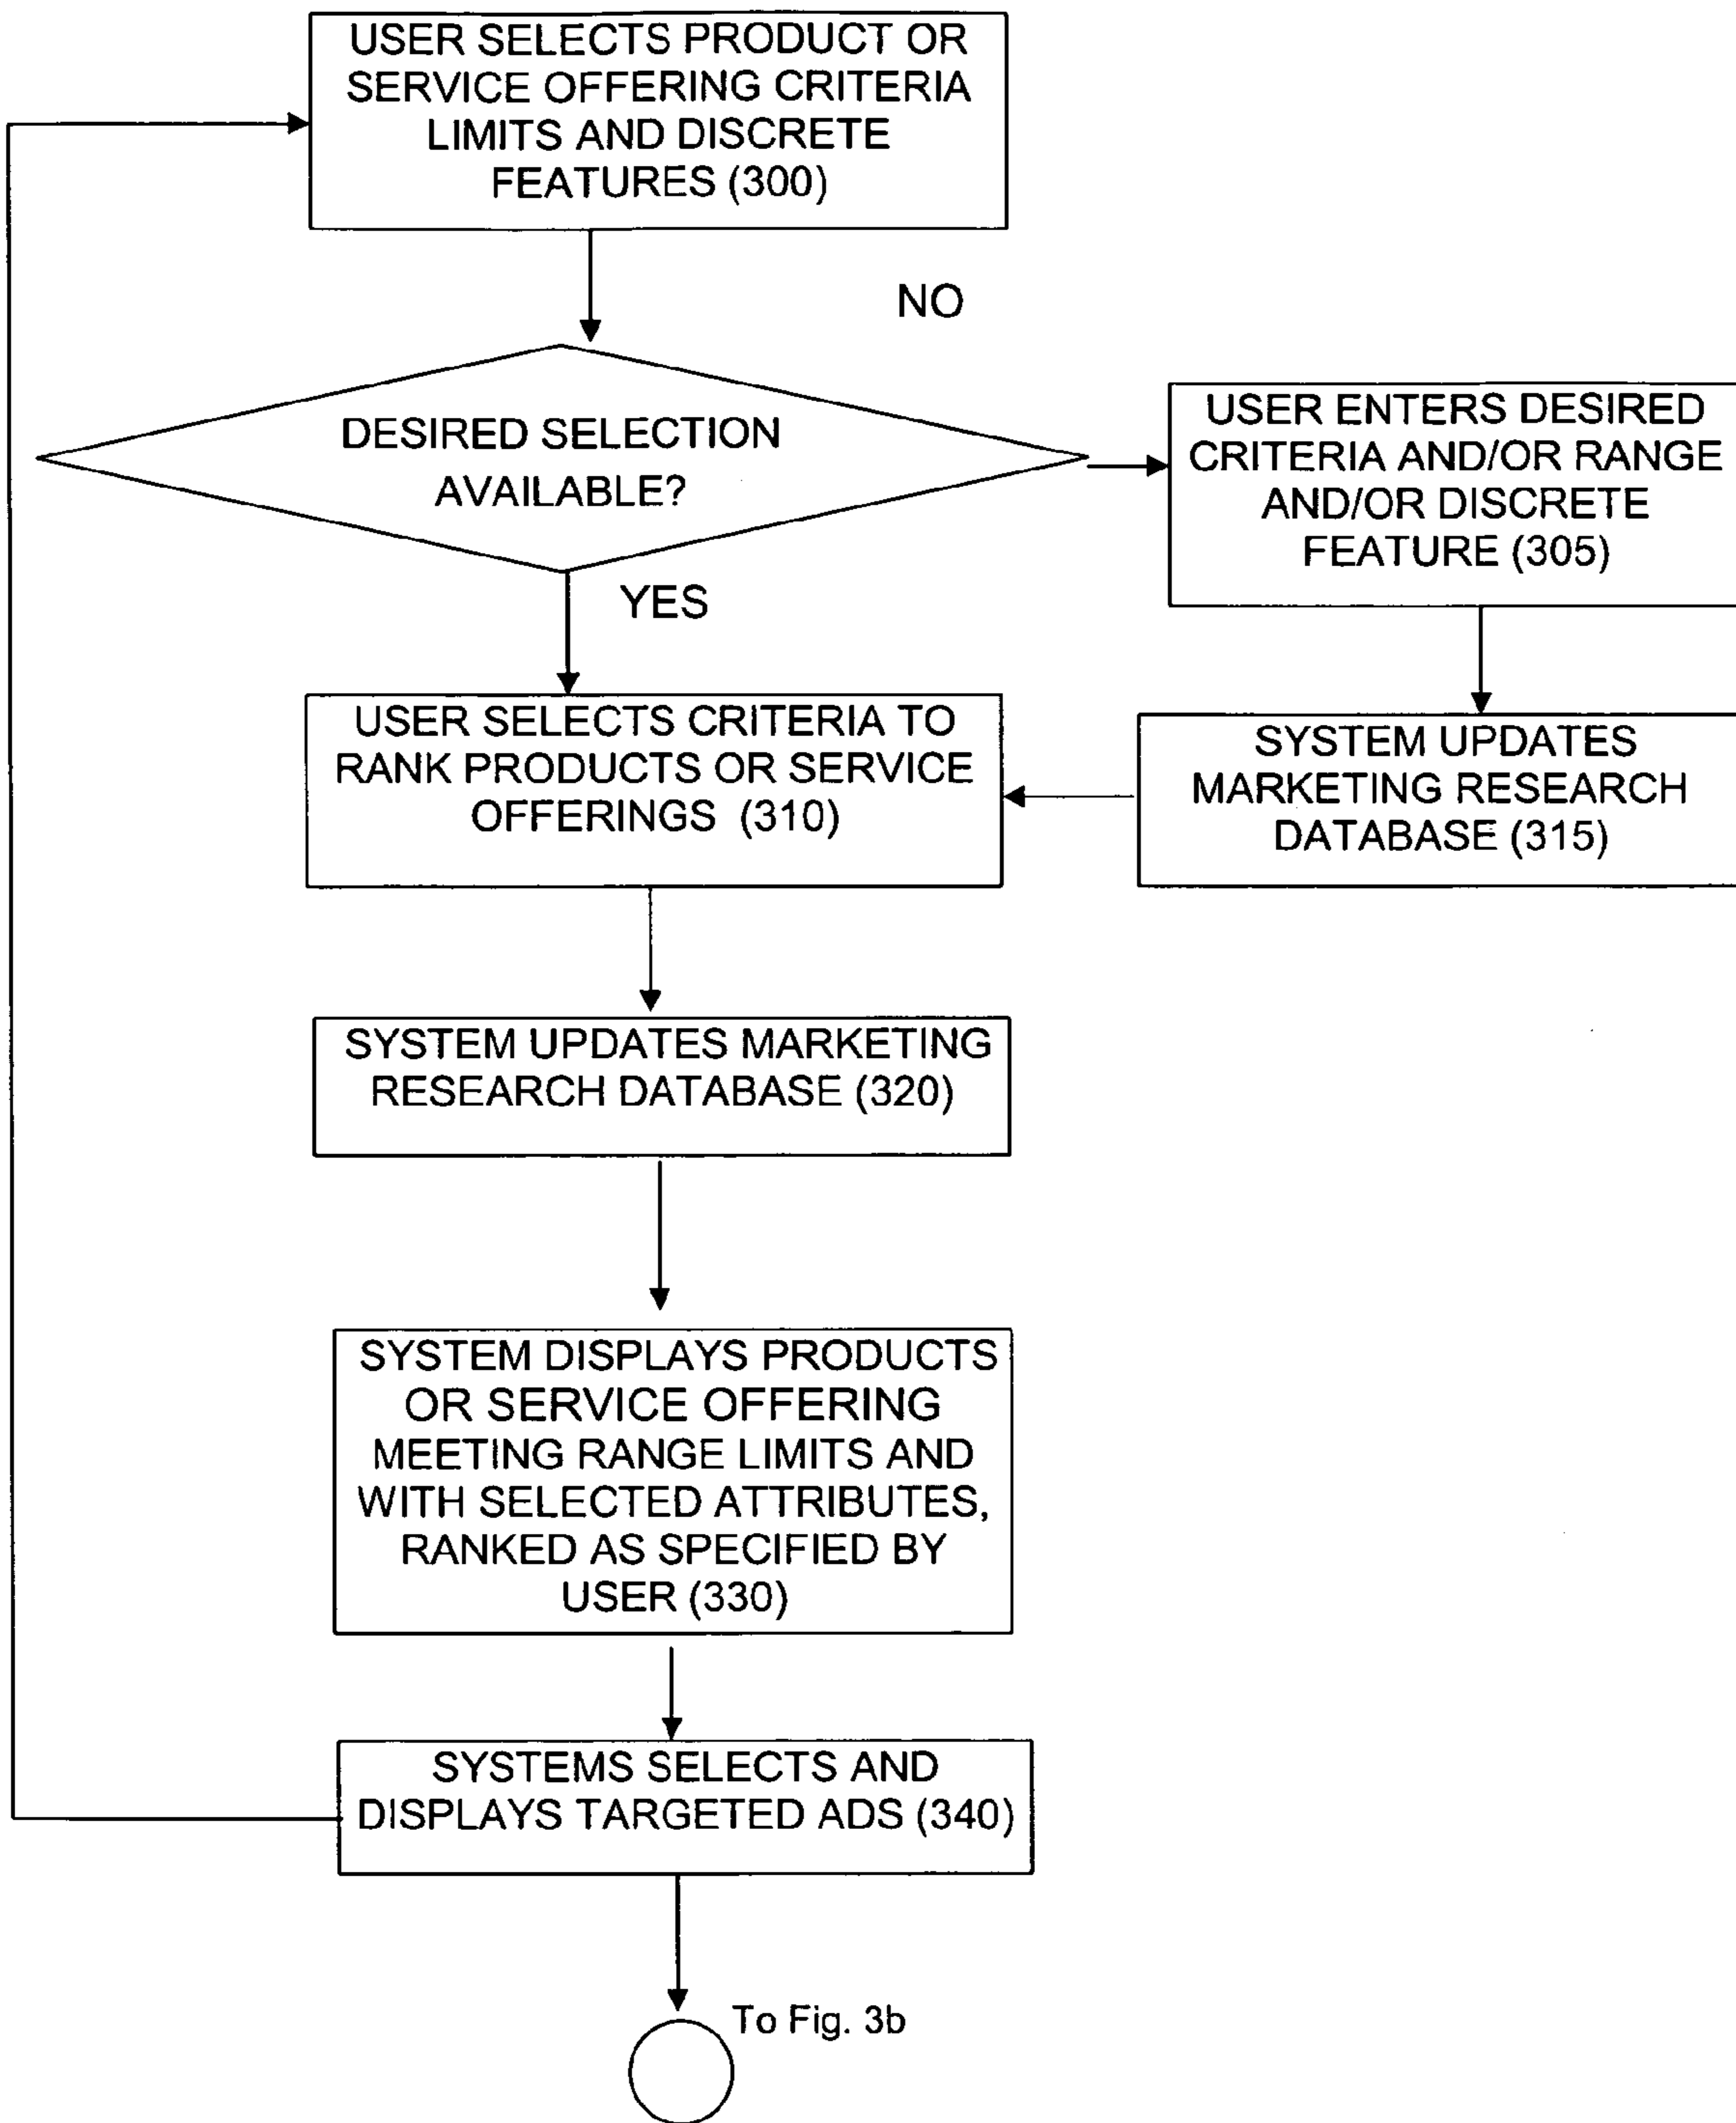 USER SELECTS PRODUCT OR
SERVICE OFFERING CRITERIA
LIMITS AND DISCRETE
FEATURES (300)
NO
DESIRED SELECTION
AVAILABLE?
USER ENTERS DESIRED
CRITERIA AND/OR RANGE
AND/OR DISCRETE
FEATURE (305)
YES
USER SELECTS CRITERIA TO
RANK PRODUCTS OR SERVICE
OFFERINGS (310)
SYSTEM UPDATES
MARKETING RESEARCH
DATABASE (315)
SYSTEM UPDATES MARKETING
RESEARCH DATABASE (320)
SYSTEM DISPLAYS PRODUCTS
OR SERVICE OFFERING
MEETING RANGE LIMITS AND
WITH SELECTED ATTRIBUTES,
RANKED AS SPECIFIED BY
USER (330)
SYSTEMS SELECTS AND
DISPLAYS TARGETED ADS (340)
To Fig. 3b